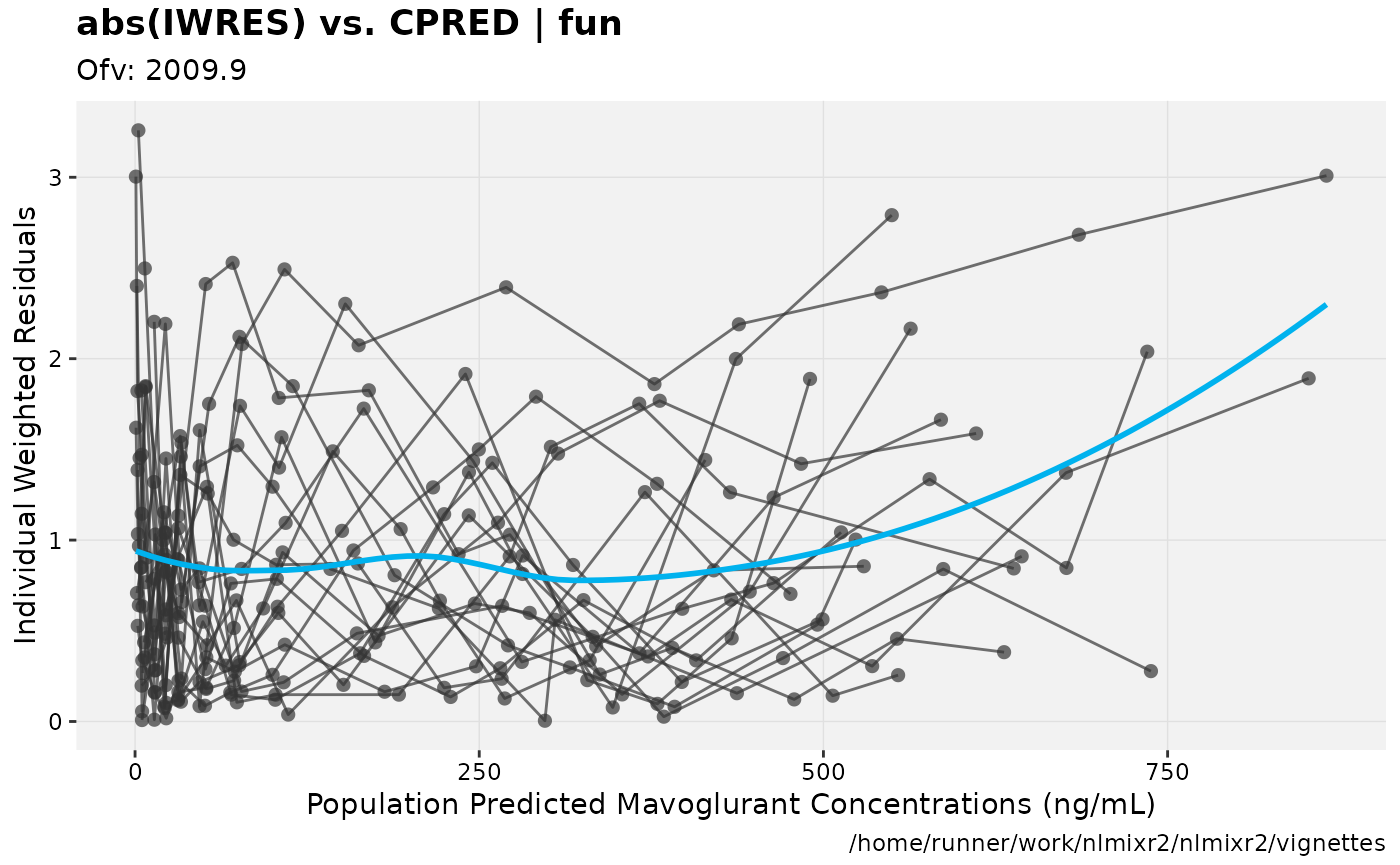 abs(IWRES) vs. CPRED | fun
Ofv: 2009.9
Individual Weighted Residuals
3
2
1
0
0 250 500 750
Population Predicted Mavoglurant Concentrations (ng/mL)
/home/runner/work/nlmixr2/nlmixr2/vignettes